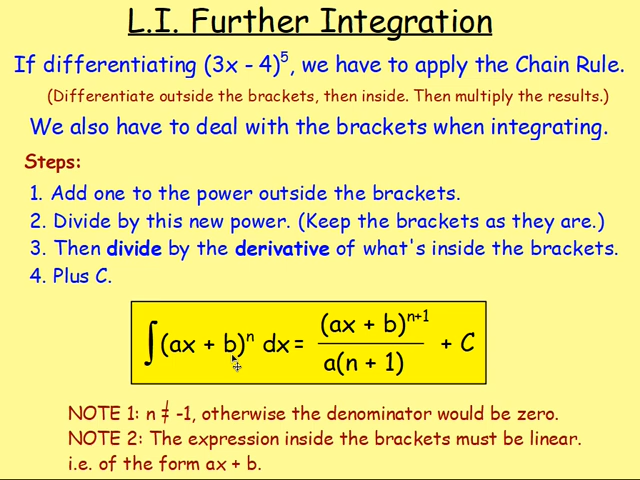 L.I. Further Integration
If differentiating (3x - 4)⁵, we have to apply the Chain Rule.
(Differentiate outside the brackets, then inside. Then multiply the results.)
We also have to deal with the brackets when integrating.
Steps:
1. Add one to the power outside the brackets.
2. Divide by this new power. (Keep the brackets as they are.)
3. Then divide by the derivative of what's inside the brackets.
4. Plus C.
∫(ax + b)ⁿ dx = (ax + b)ⁿ⁺¹ / a(n + 1) + C
NOTE 1: n ≠ -1, otherwise the denominator would be zero.
NOTE 2: The expression inside the brackets must be linear.
i.e. of the form ax + b.